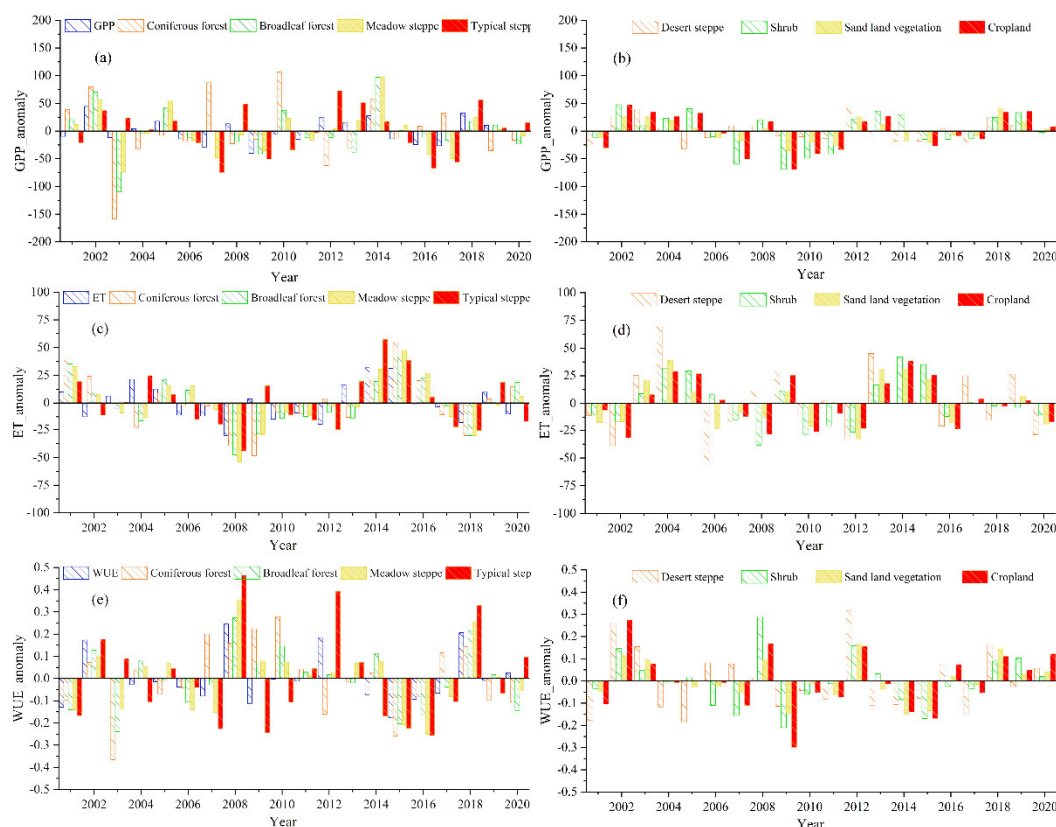 GPP Coniferous forest Broadleaf forest Meadow steppe Typical stepp
(a)
200
150
100
50
0
-50
-100
-150
-200
GPP_anomaly
2002 2004 2006 2008 2010 2012 2014 2016 2018 2020
Year
Desert steppe Shrub Sand land vegetation Cropland
(b)
200
150
100
50
0
-50
-100
-150
-200
GPP_anomaly
2002 2004 2006 2008 2010 2012 2014 2016 2018 2020
Year
ET Coniferous forest Broadleaf forest Meadow steppe Typical steppe
(c)
100
75
50
25
0
-25
-50
-75
-100
ET_anomaly
2002 2004 2006 2008 2010 2012 2014 2016 2018 2020
Year
Desert steppe Shrub Sand land vegetation Cropland
(d)
100
75
50
25
0
-25
-50
-75
-100
ET_anomaly
2002 2004 2006 2008 2010 2012 2014 2016 2018 2020
Year
WUE Coniferous forest Broadleaf forest Meadow steppe Typical step
(e)
0.5
0.4
0.3
0.2
0.1
0.0
-0.1
-0.2
-0.3
-0.4
-0.5
WUE_anomaly
2002 2004 2006 2008 2010 2012 2014 2016 2018 2020
Year
Desert steppe Shrub Sand land vegetation Cropland
(f)
0.5
0.4
0.3
0.2
0.1
0.0
-0.1
-0.2
-0.3
-0.4
-0.5
WUE_anomaly
2002 2004 2006 2008 2010 2012 2014 2016 2018 2020
Year